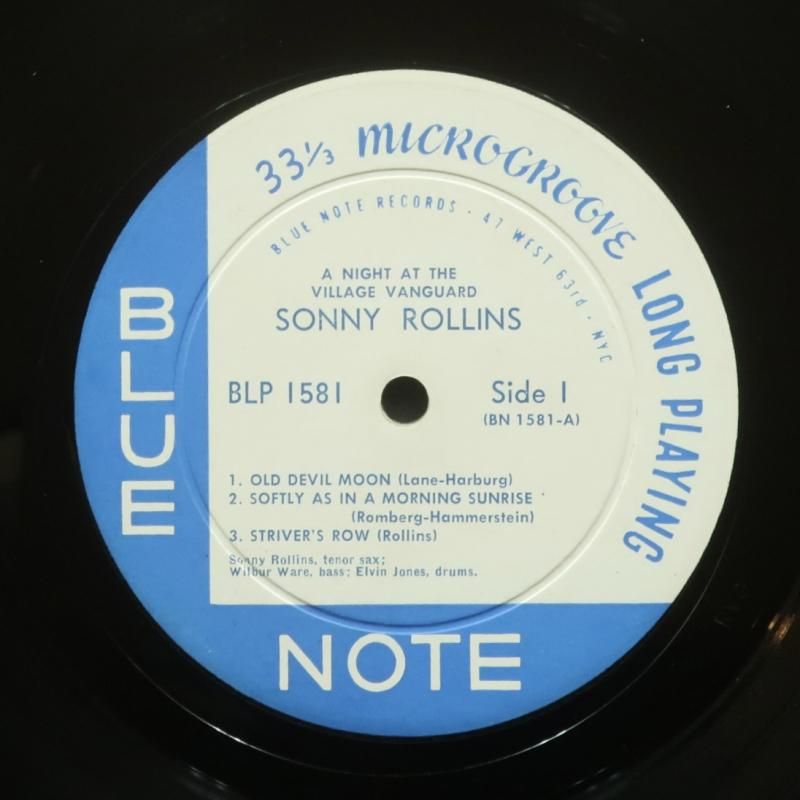 33⅓ MICROGROOVE LONG PLAYING
BLUE NOTE RECORDS · 47 WEST 63rd · NYC
A NIGHT AT THE
VILLAGE VANGUARD
SONNY ROLLINS
BLP 1581
Side 1
(BN 1581-A)
1. OLD DEVIL MOON (Lane-Harburg)
2. SOFTLY AS IN A MORNING SUNRISE
(Romberg-Hammerstein)
3. STRIVER'S ROW (Rollins)
Sonny Rollins, tenor sax;
Wilbur Ware, bass; Elvin Jones, drums.
BLUE
NOTE